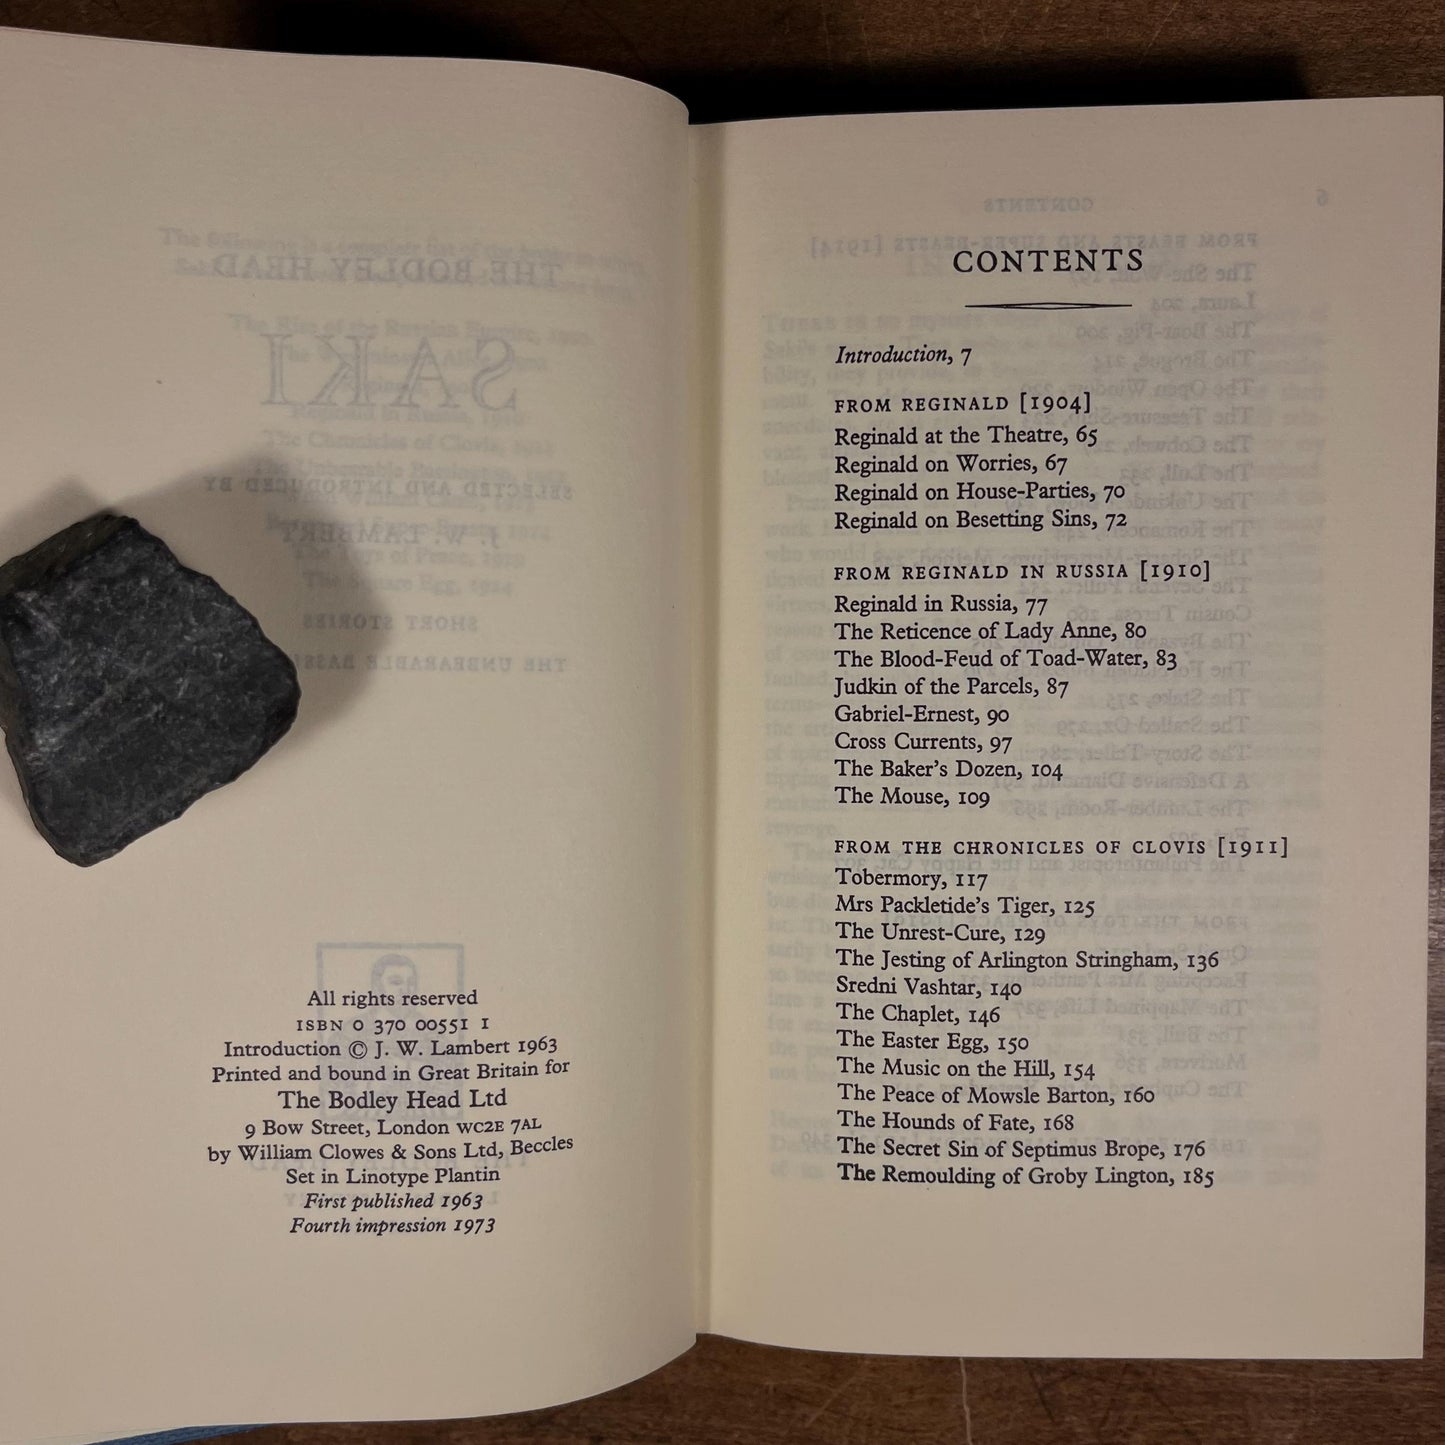 All rights reserved
ISBN 0 370 00551 1
Introduction © J. W. Lambert 1963
Printed and bound in Great Britain for
The Bodley Head Ltd
9 Bow Street, London WC2E 7AL
by William Clowes & Sons Ltd, Beccles
Set in Linotype Plantin
First published 1963
Fourth impression 1973
CONTENTS
Introduction, 7
FROM REGINALD [1904]
Reginald at the Theatre, 65
Reginald on Worries, 67
Reginald on House-Parties, 70
Reginald on Besetting Sins, 72
FROM REGINALD IN RUSSIA [1910]
Reginald in Russia, 77
The Reticence of Lady Anne, 80
The Blood-Feud of Toad-Water, 83
Judkin of the Parcels, 87
Gabriel-Ernest, 90
Cross Currents, 97
The Baker's Dozen, 104
The Mouse, 109
FROM THE CHRONICLES OF CLOVIS [1911]
Tobermory, 117
Mrs Packletide's Tiger, 125
The Unrest-Cure, 129
The Jesting of Arlington Stringham, 136
Sredni Vashtar, 140
The Chaplet, 146
The Easter Egg, 150
The Music on the Hill, 154
The Peace of Mowsle Barton, 160
The Hounds of Fate, 168
The Secret Sin of Septimus Brope, 176
The Remoulding of Groby Lington, 185